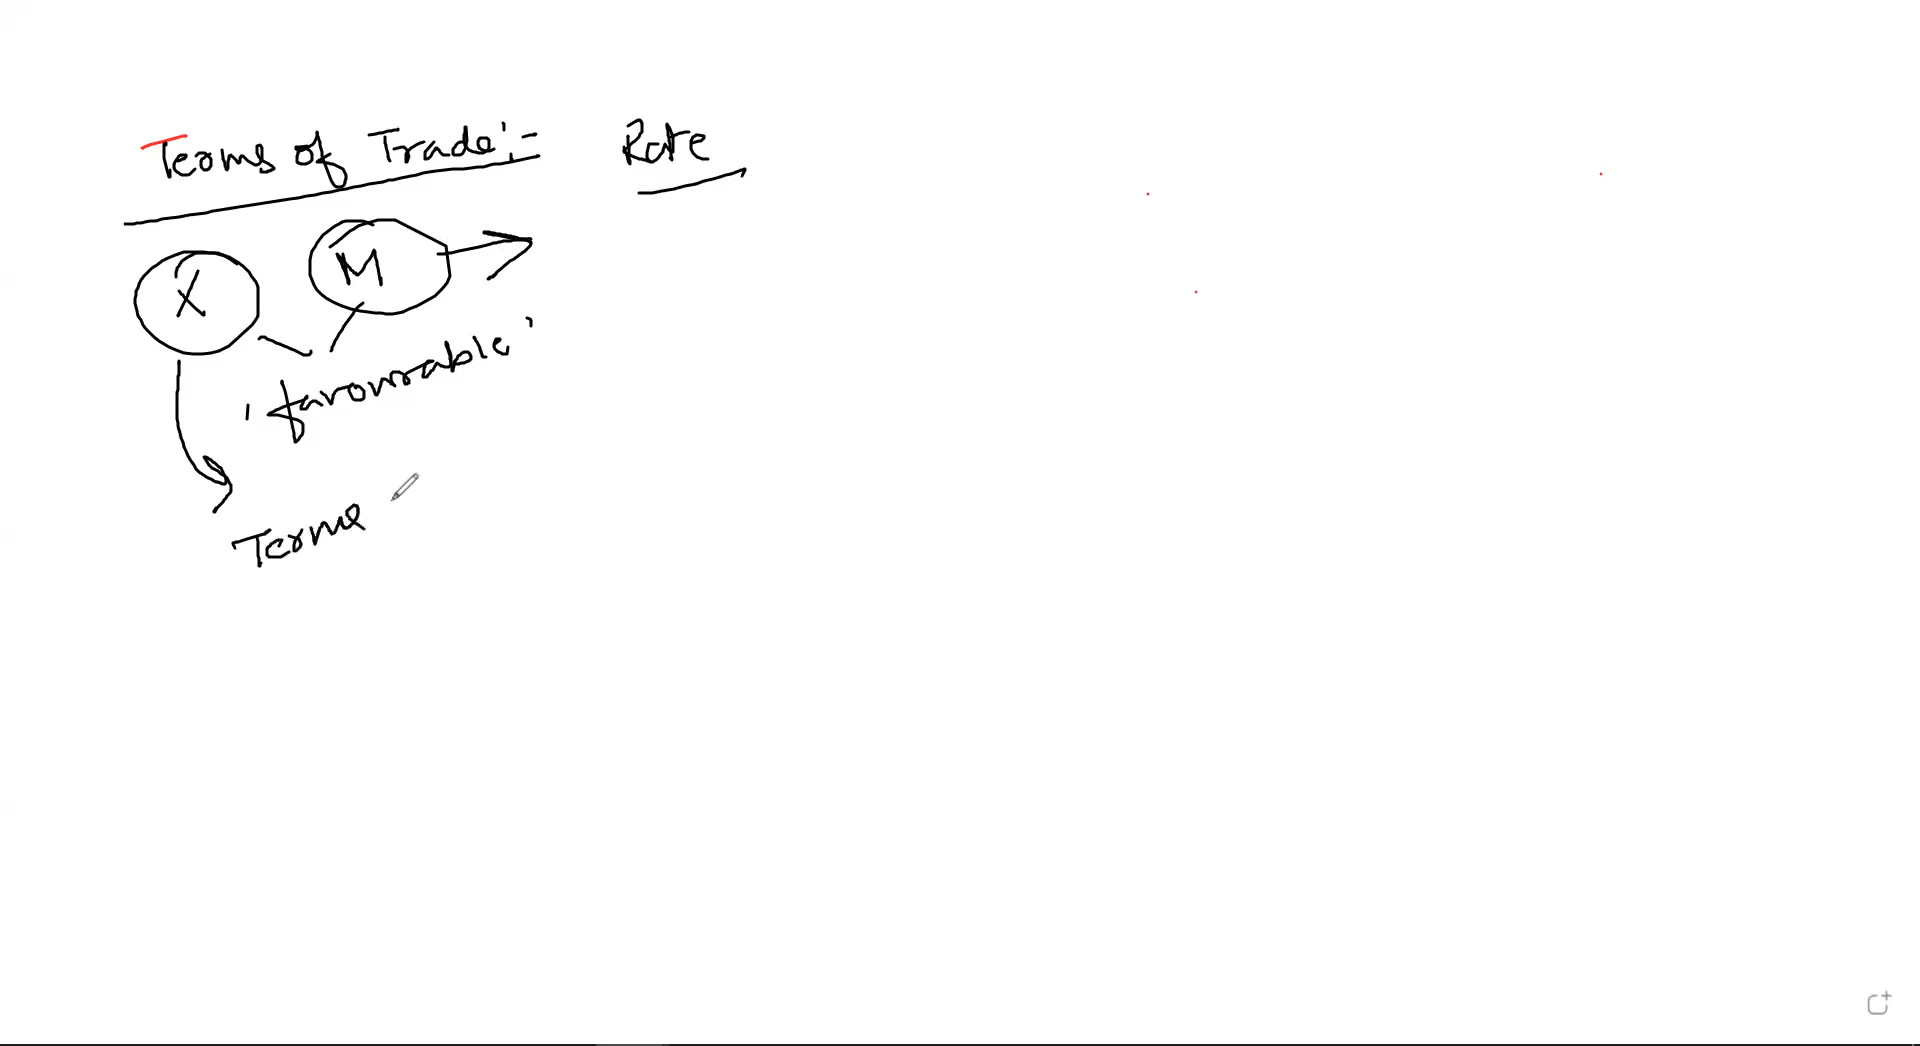 Terms of Trade :- Rate
X M
'favourable'
Terms